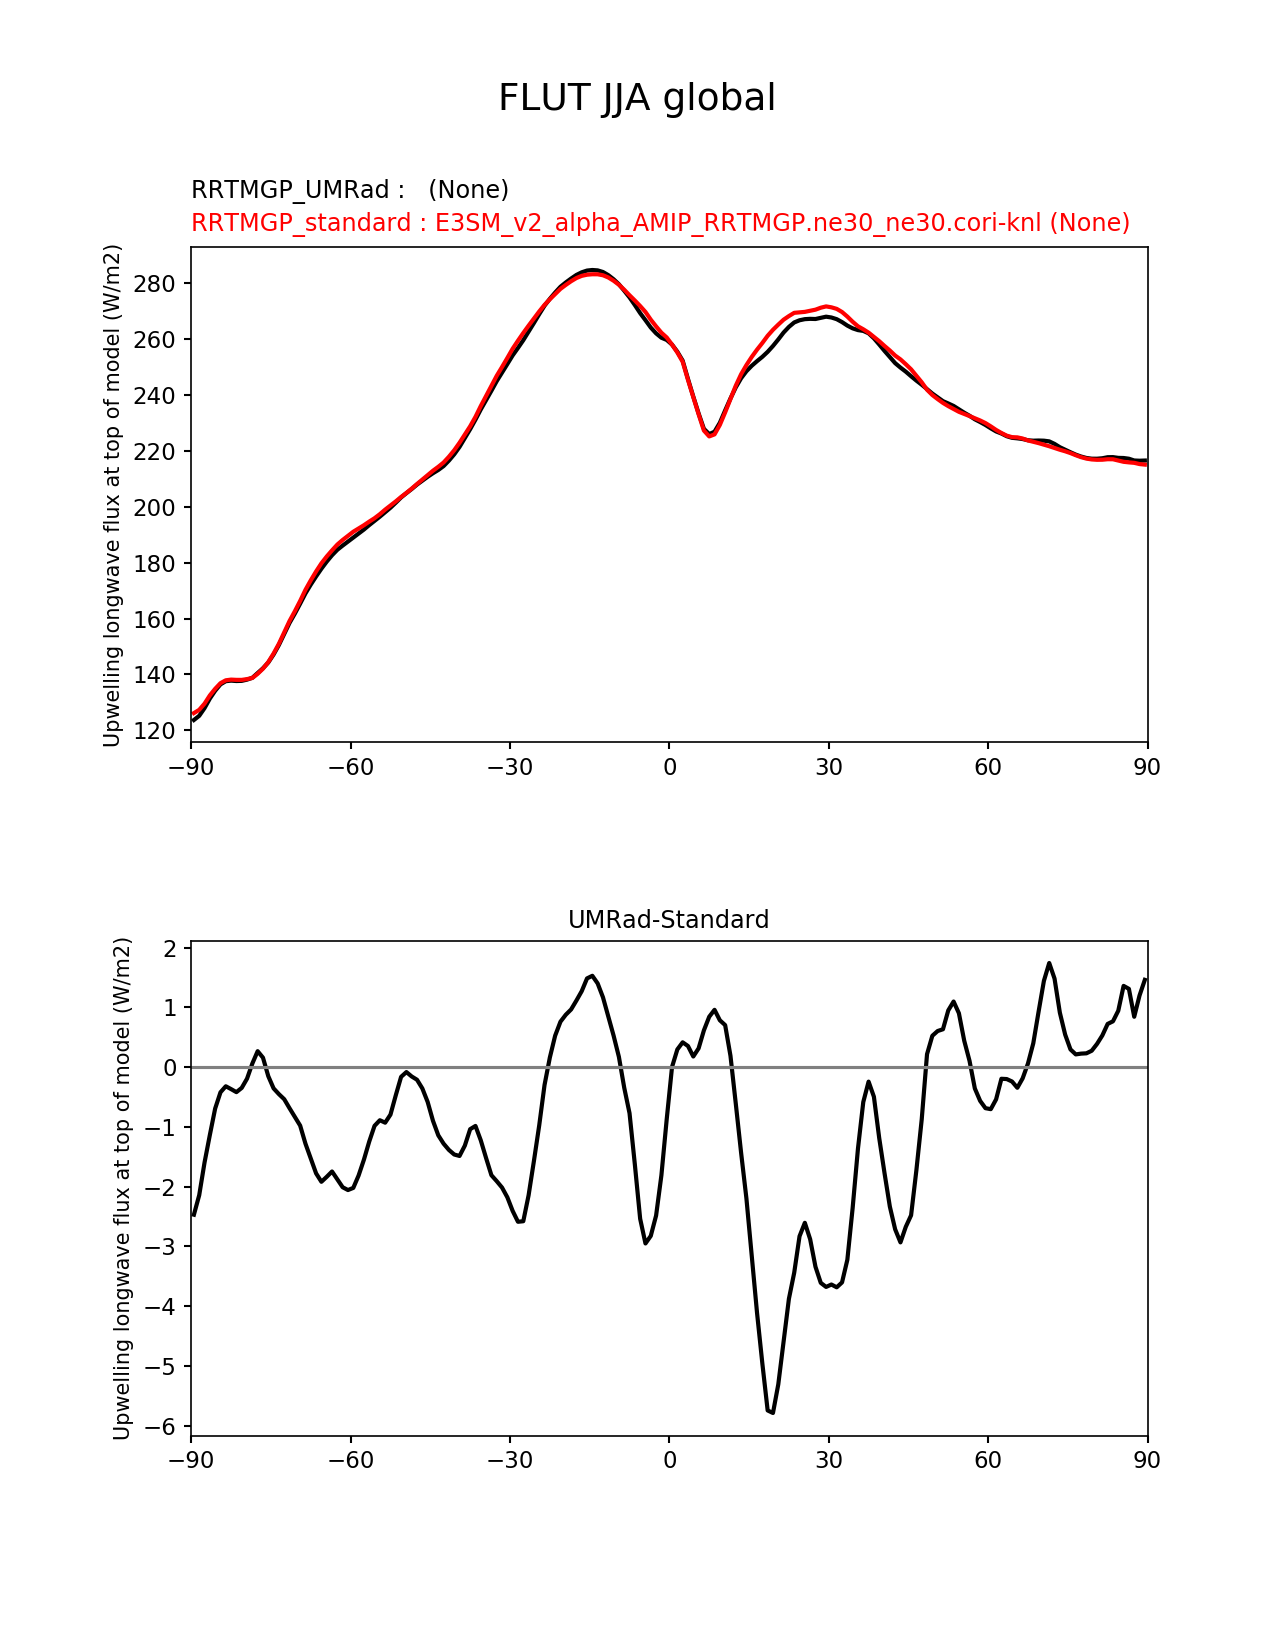 FLUT JJA global
RRTMGP_UMRad :   (None)
RRTMGP_standard : E3SM_v2_alpha_AMIP_RRTMGP.ne30_ne30.cori-knl (None)
Upwelling longwave flux at top of model (W/m2)
280
260
240
220
200
180
160
140
120
−90 −60 −30 0 30 60 90
UMRad-Standard
Upwelling longwave flux at top of model (W/m2)
2
1
0
−1
−2
−3
−4
−5
−6
−90 −60 −30 0 30 60 90